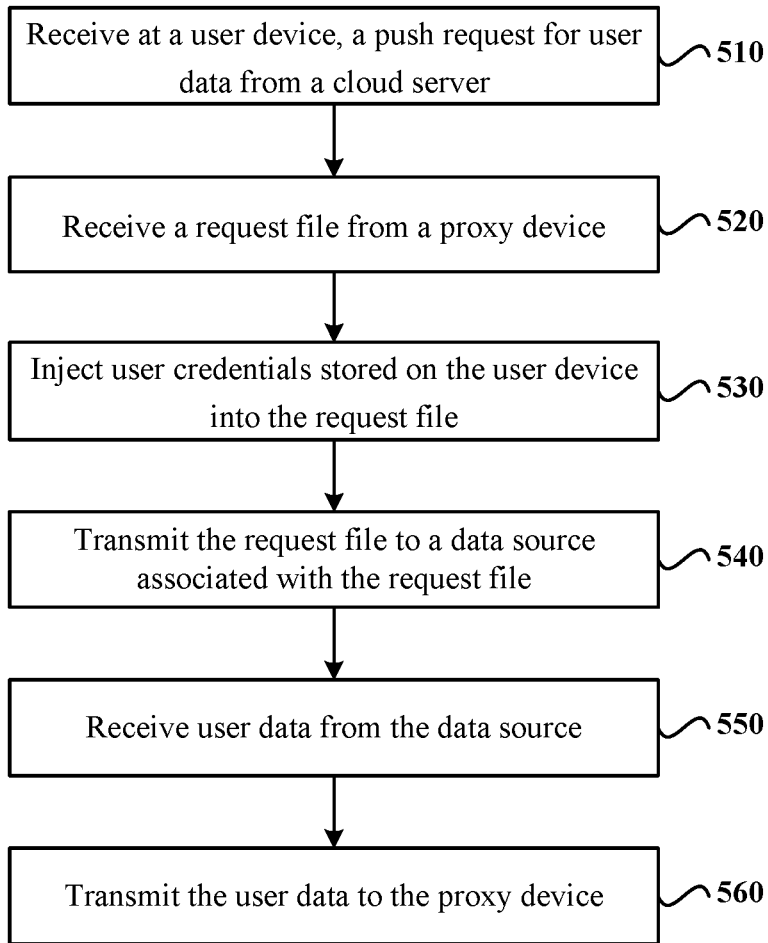 Receive at a user device, a push request for user
data from a cloud server
510
Receive a request file from a proxy device
520
Inject user credentials stored on the user device
into the request file
530
Transmit the request file to a data source
associated with the request file
540
Receive user data from the data source
550
Transmit the user data to the proxy device
560